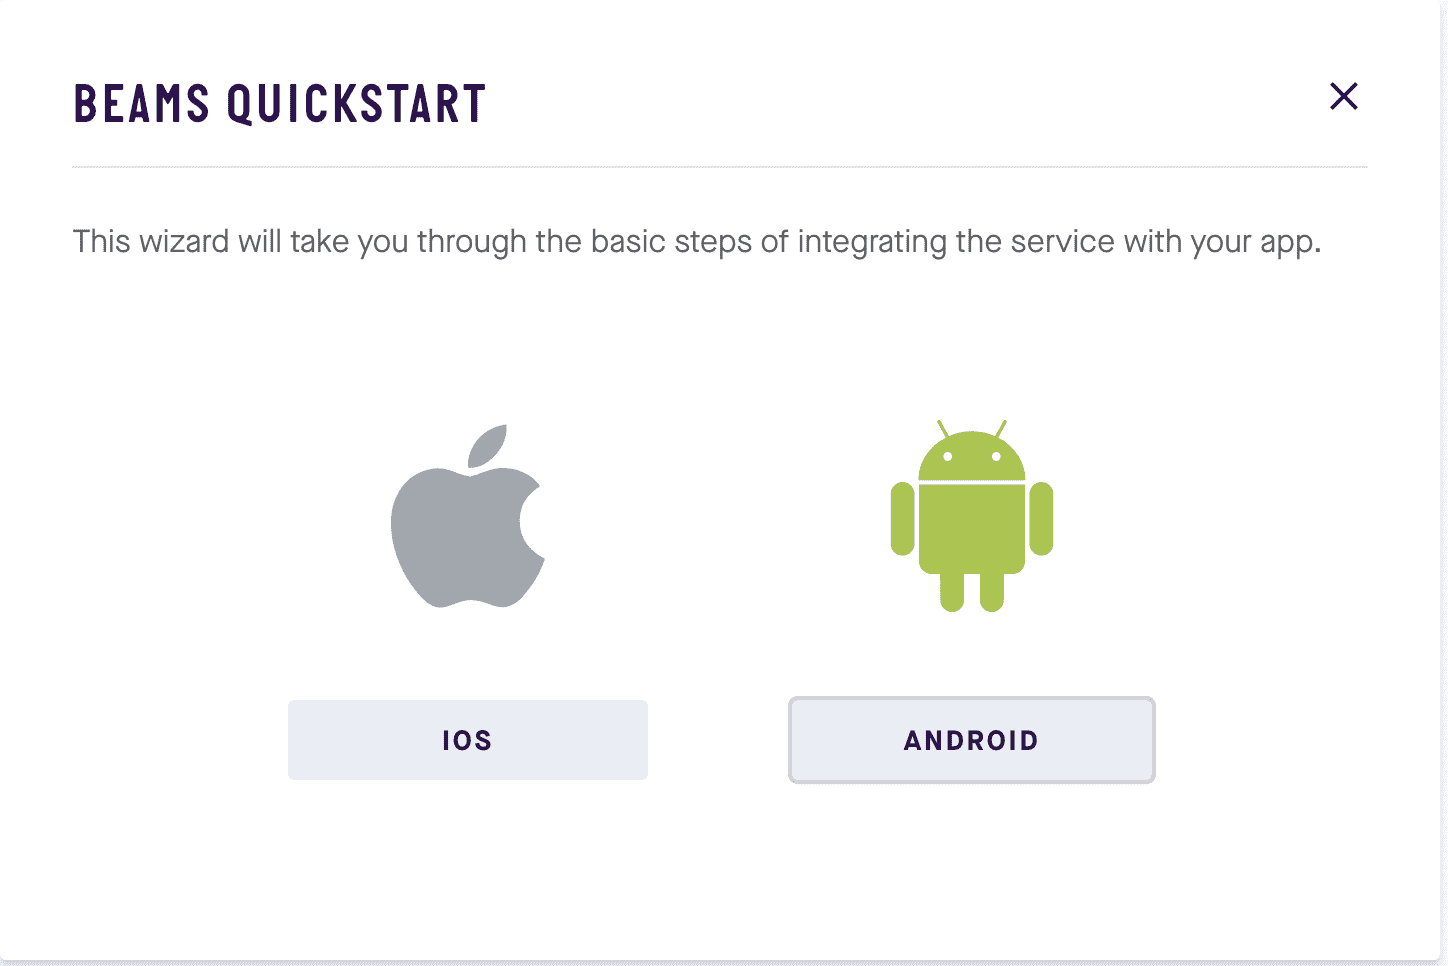 BEAMS QUICKSTART
This wizard will take you through the basic steps of integrating the service with your app.
IOS
ANDROID